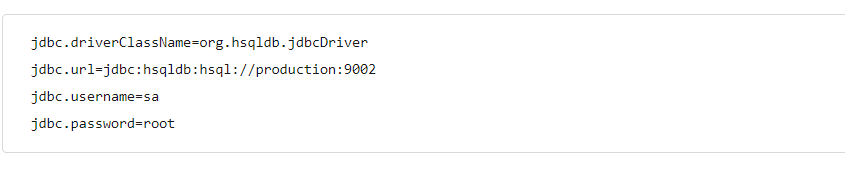 jdbc.driverClassName=org.hsqldb.jdbcDriver
jdbc.url=jdbc:hsqldb:hsql://production:9002
jdbc.username=sa
jdbc.password=root